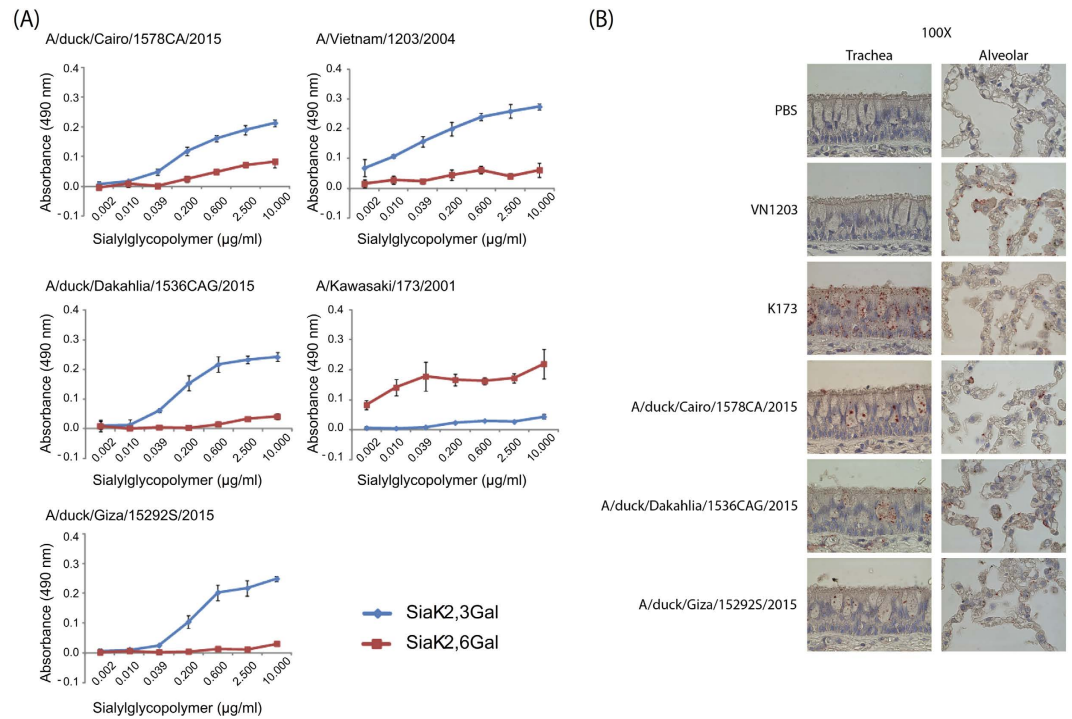 (A)
A/duck/Cairo/1578CA/2015
0.4
0.3
0.2
0.1
0.0
-0.1
0.002
0.010
0.039
0.200
0.600
2.500
10.000
Absorbance (490 nm)
Sialylglycopolymer (µg/ml)
A/Vietnam/1203/2004
0.4
0.3
0.2
0.1
0.0
-0.1
0.002
0.010
0.039
0.200
0.600
2.500
10.000
Absorbance (490 nm)
Sialylglycopolymer (µg/ml)
A/duck/Dakahlia/1536CAG/2015
0.4
0.3
0.2
0.1
0.0
-0.1
0.002
0.010
0.039
0.200
0.600
2.500
10.000
Absorbance (490 nm)
Sialylglycopolymer (µg/ml)
A/Kawasaki/173/2001
0.4
0.3
0.2
0.1
0.0
-0.1
0.002
0.010
0.039
0.200
0.600
2.500
10.000
Absorbance (490 nm)
Sialylglycopolymer (µg/ml)
A/duck/Giza/15292S/2015
0.4
0.3
0.2
0.1
0.0
-0.1
0.002
0.010
0.039
0.200
0.600
2.500
10.000
Absorbance (490 nm)
Sialylglycopolymer (µg/ml)
SiaK2,3Gal
SiaK2,6Gal
(B)
100X
Trachea
Alveolar
PBS
VN1203
K173
A/duck/Cairo/1578CA/2015
A/duck/Dakahlia/1536CAG/2015
A/duck/Giza/15292S/2015